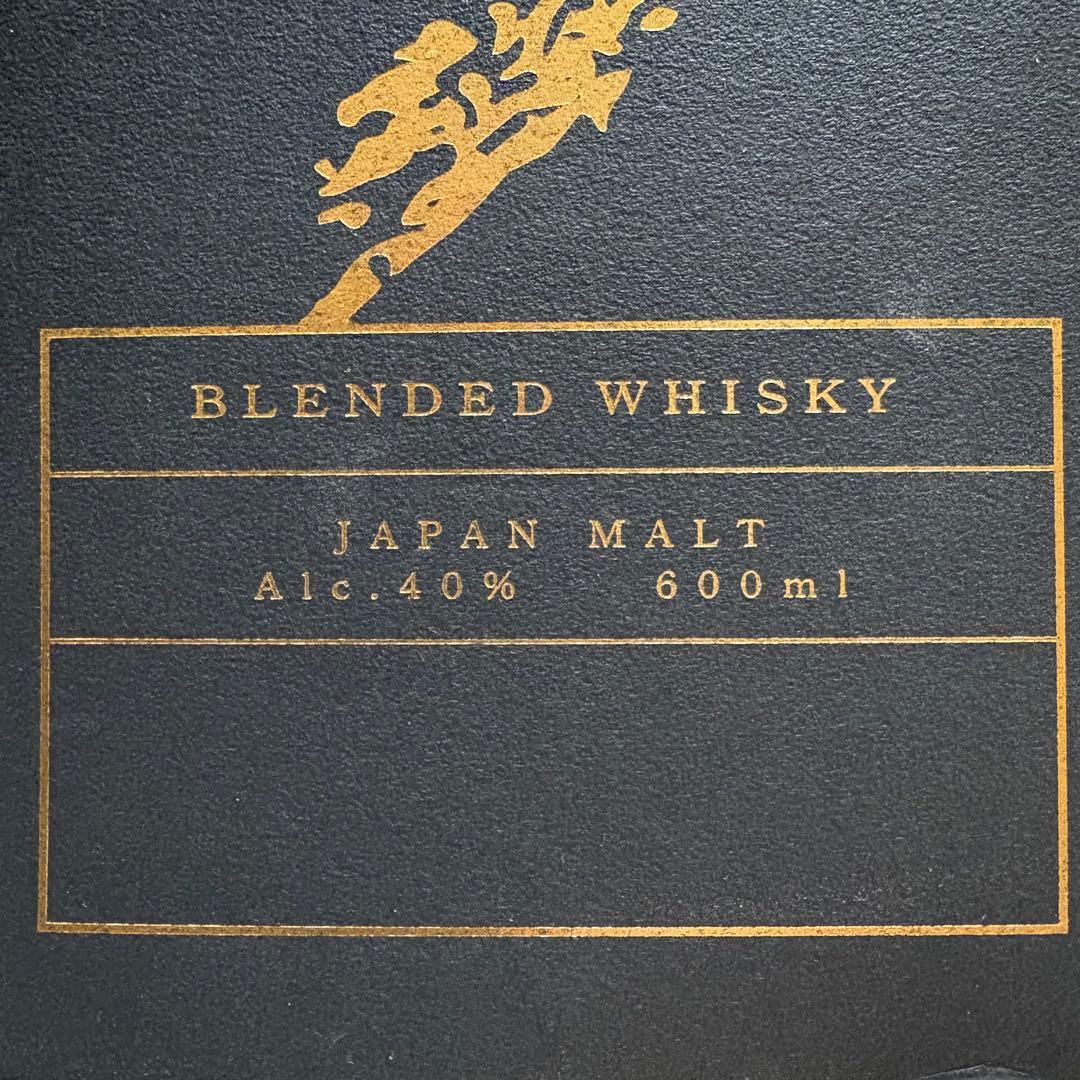 BLENDED WHISKY
JAPAN MALT
Alc.40% 600ml